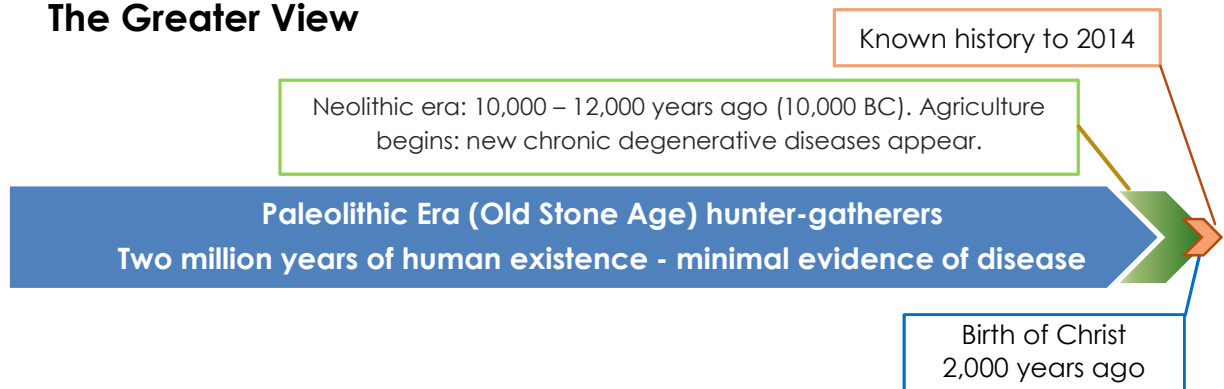 The Greater View
Known history to 2014
Neolithic era: 10,000 – 12,000 years ago (10,000 BC). Agriculture
begins: new chronic degenerative diseases appear.
Paleolithic Era (Old Stone Age) hunter-gatherers
Two million years of human existence - minimal evidence of disease
Birth of Christ
2,000 years ago